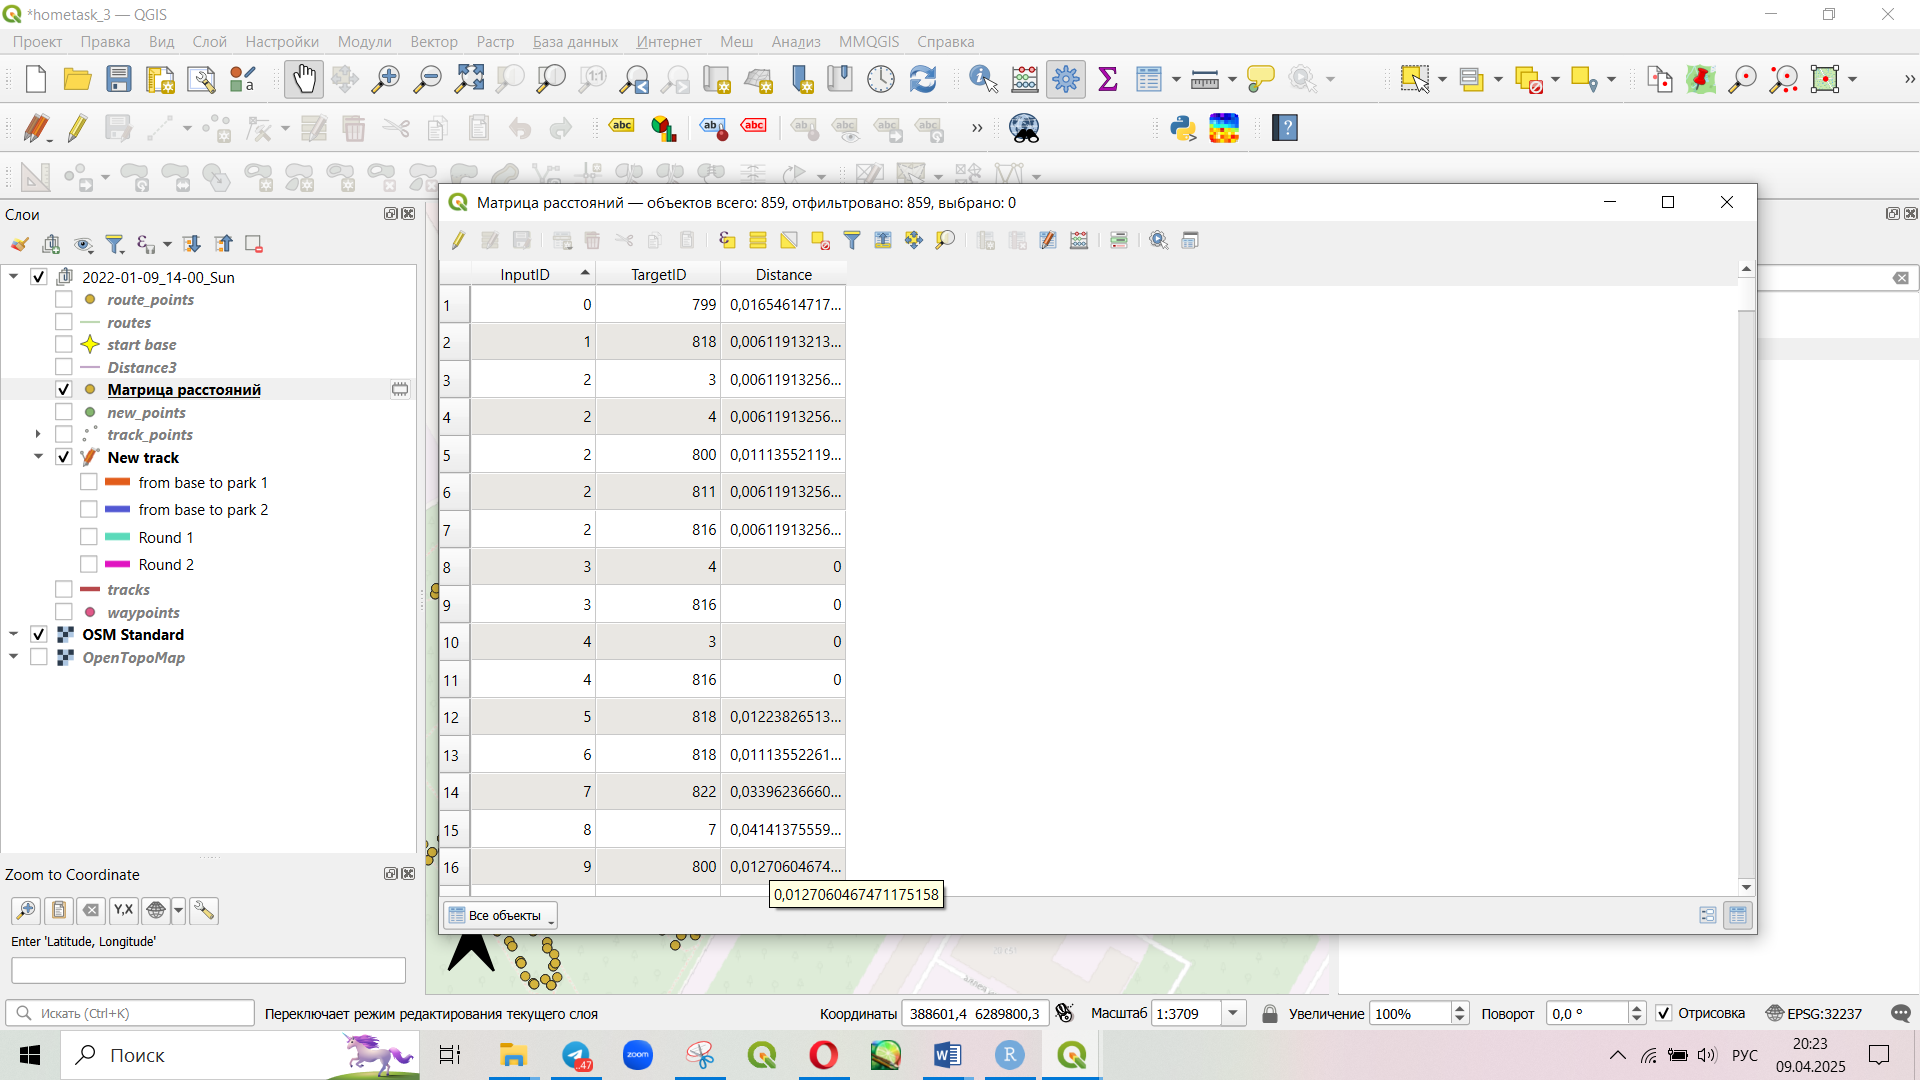 *hometask_3 — QGIS
Проект Правка Вид Слой Настройки Модули Вектор Растр База данных Интернет Меш Анализ MMQGIS Справка
Слои
2022-01-09_14-00_Sun
route_points
routes
start base
Distance3
Матрица расстояний
new_points
track_points
New track
from base to park 1
from base to park 2
Round 1
Round 2
tracks
waypoints
OSM Standard
OpenTopoMap
Матрица расстояний — объектов всего: 859, отфильтровано: 859, выбрано: 0
InputID TargetID Distance
1 0 799 0,01654614717...
2 1 818 0,00611913213...
3 2 3 0,00611913256...
4 2 4 0,00611913256...
5 2 800 0,01113552119...
6 2 811 0,00611913256...
7 2 816 0,00611913256...
8 3 4 0
9 3 816 0
10 4 3 0
11 4 816 0
12 5 818 0,01223826513...
13 6 818 0,01113552261...
14 7 822 0,03396236660...
15 8 7 0,04141375559...
16 9 800 0,01270604674...
0,0127060467471175158
Все объекты
Zoom to Coordinate
Y,X
Enter 'Latitude, Longitude'
Искать (Ctrl+K)
Переключает режим редактирования текущего слоя
Координаты 388601,4 6289800,3
Масштаб 1:3709
Увеличение 100%
Поворот 0,0 °
Отрисовка
EPSG:32237
Поиск
.47
zoom
W
R
РУС
20:23
09.04.2025